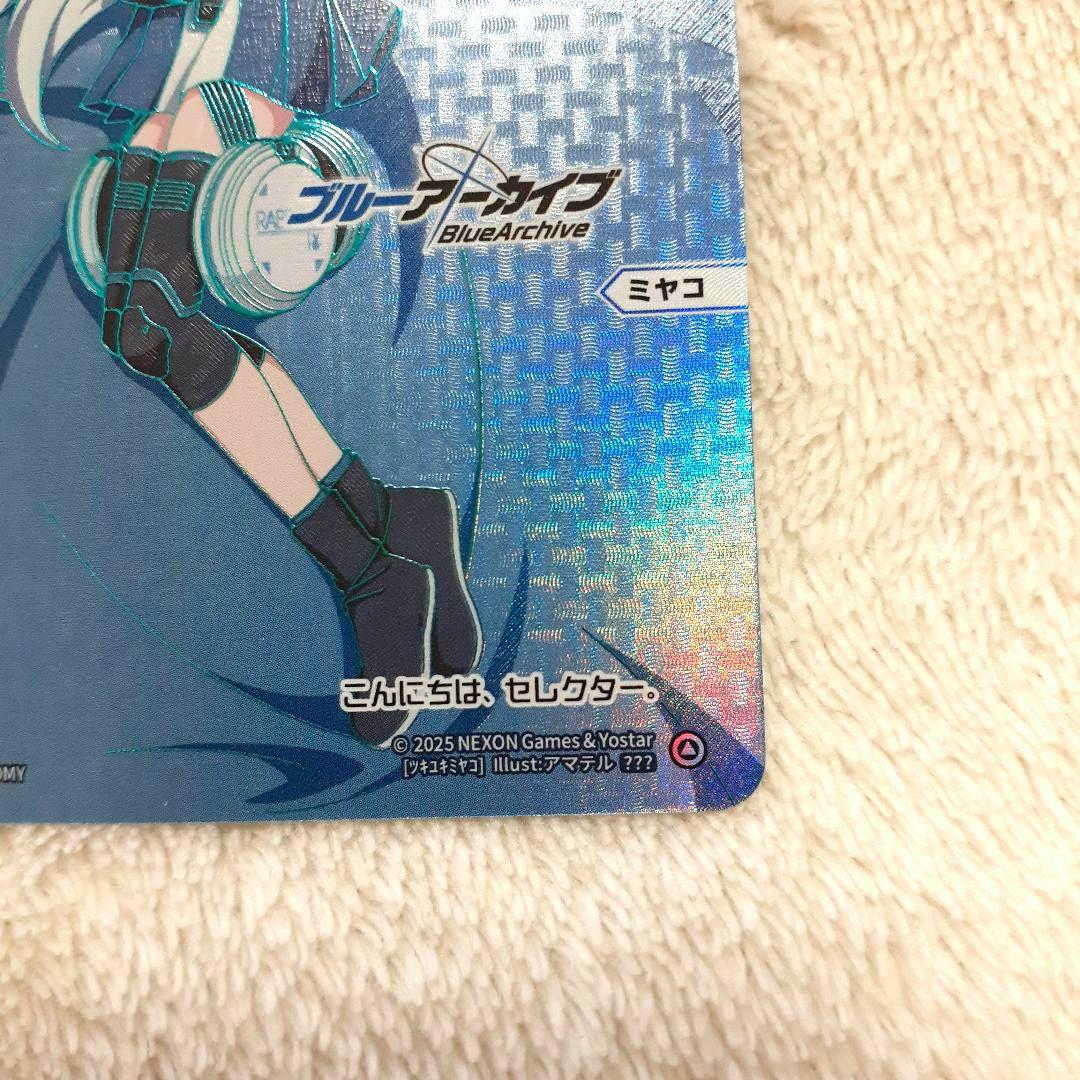 RAB
ブルーアーカイブ
BlueArchive
ミヤコ
こんにちは、セレクター。
© 2025 NEXON Games & Yostar
[ツキユキミヤコ] Illust:アマテル ???
OMY